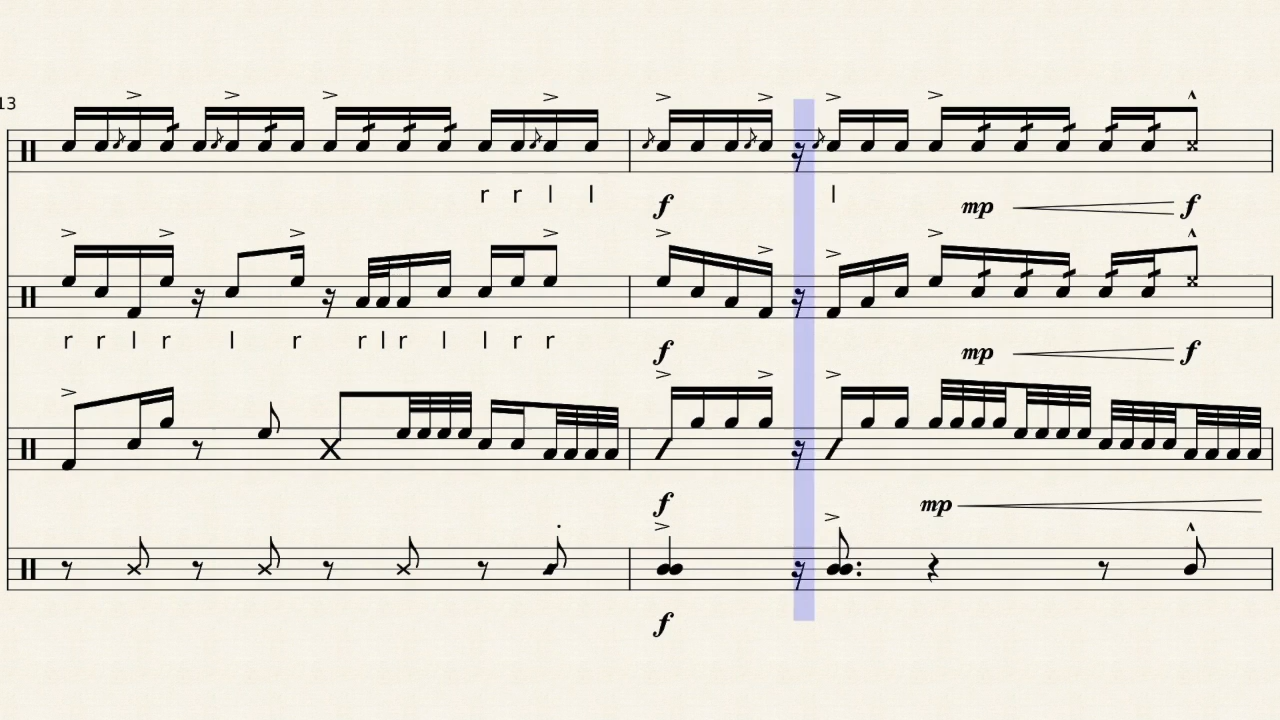 13
r r l l
f l mp f
r r l r l r r l r l l r r
f mp f
f mp
f